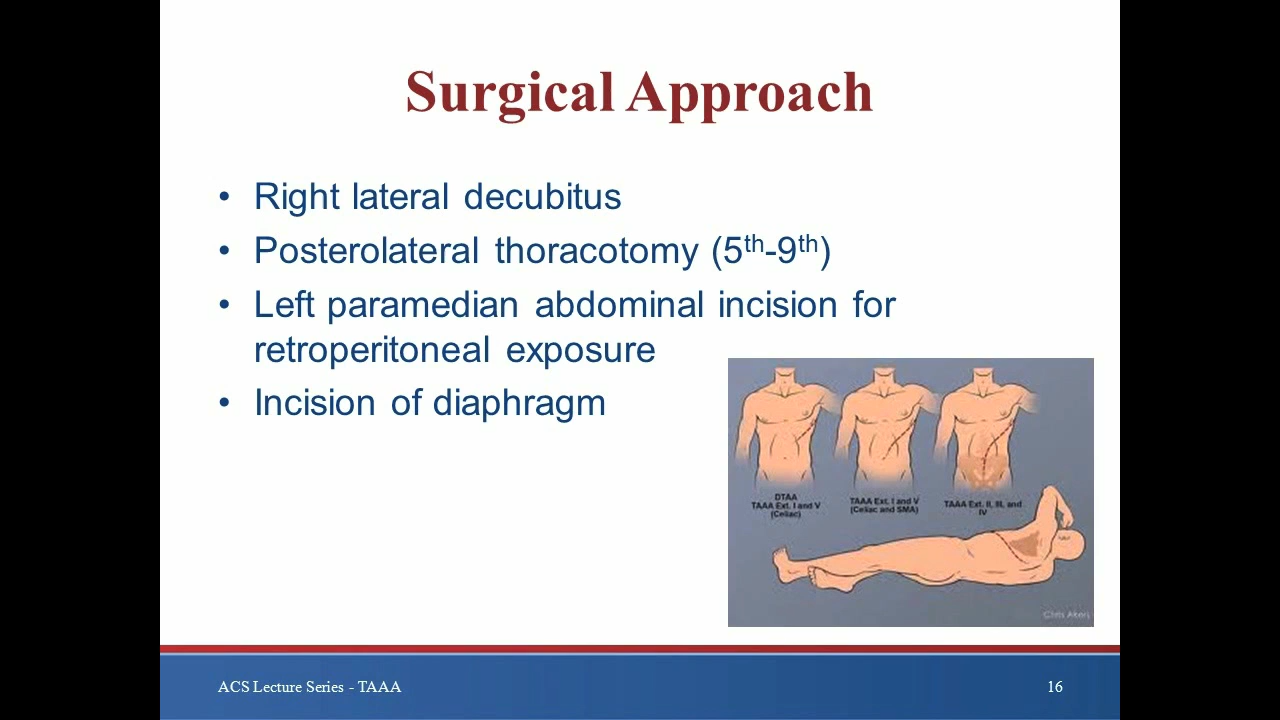 Surgical Approach
• Right lateral decubitus
• Posterolateral thoracotomy (5th-9th)
• Left paramedian abdominal incision for
retroperitoneal exposure
• Incision of diaphragm
DTAA
TAAA Ext. I and V
(Celiac)
TAAA Ext. I and V
(Celiac and SMA)
TAAA Ext. II, III, and
IV
ACS Lecture Series - TAAA
16